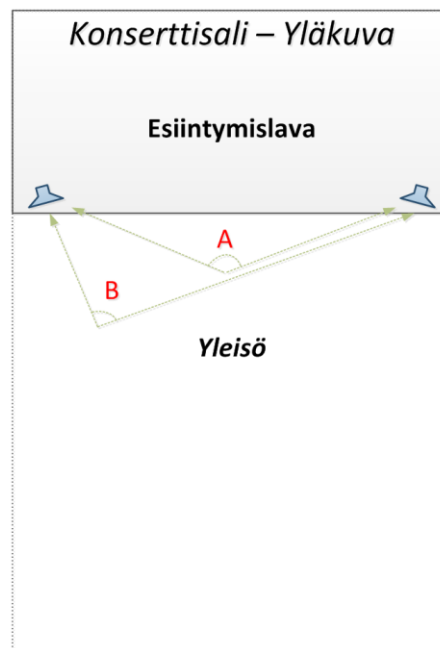 Konserttisali – Yläkuva
Esiintymislava
A
B
Yleisö